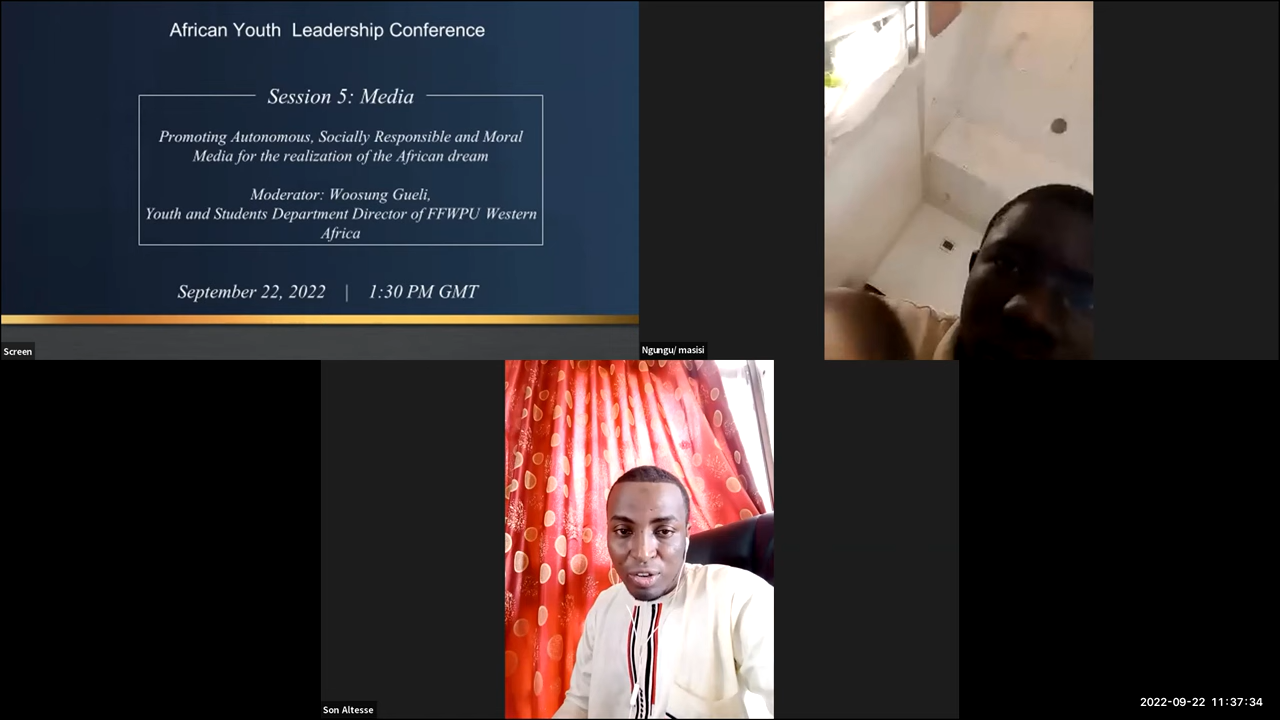 African Youth Leadership Conference
Session 5: Media
Promoting Autonomous, Socially Responsible and Moral
Media for the realization of the African dream
Moderator: Woosung Gueli,
Youth and Students Department Director of FFWPU Western
Africa
September 22, 2022 | 1:30 PM GMT
Screen
Ngungu/ masisi
Son Altesse
2022-09-22 11:37:34